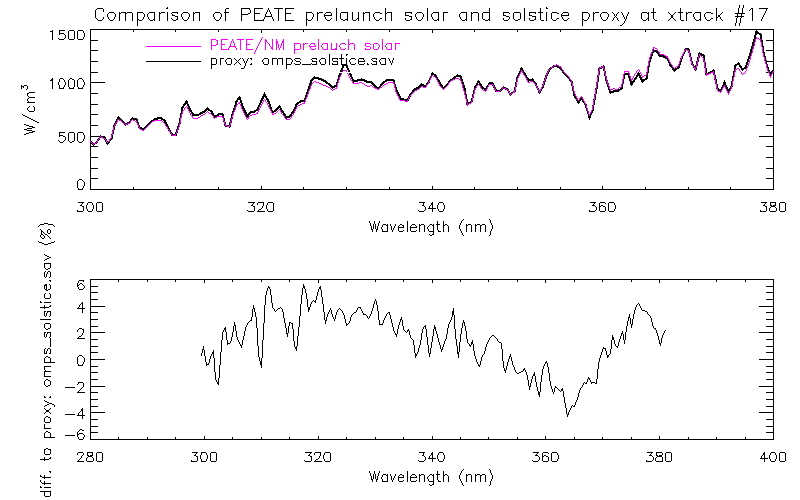 Comparison of PEATE prelaunch solar and solstice proxy at xtrack #17
1500
1000
500
0
W/cm3
PEATE/NM prelauch solar
proxy: omps_solstice.sav
300 320 340 360 380
Wavelength (nm)
diff. to proxy: omps_solstice.sav (%)
6
4
2
0
-2
-4
-6
280 300 320 340 360 380 400
Wavelength (nm)